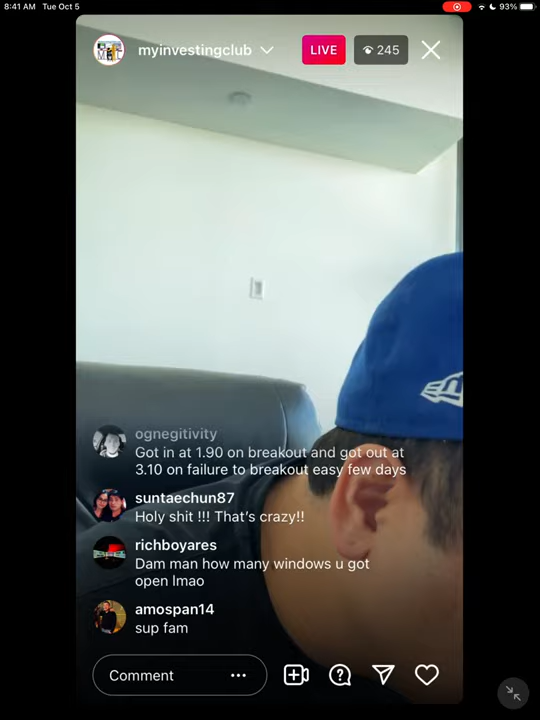 8:41 AM Tue Oct 5
93%
myinvestingclub
LIVE
245
ognegitivity
Got in at 1.90 on breakout and got out at
3.10 on failure to breakout easy few days
suntaechun87
Holy shit !!! That’s crazy!!
richboyares
Dam man how many windows u got
open lmao
amospan14
sup fam
Comment